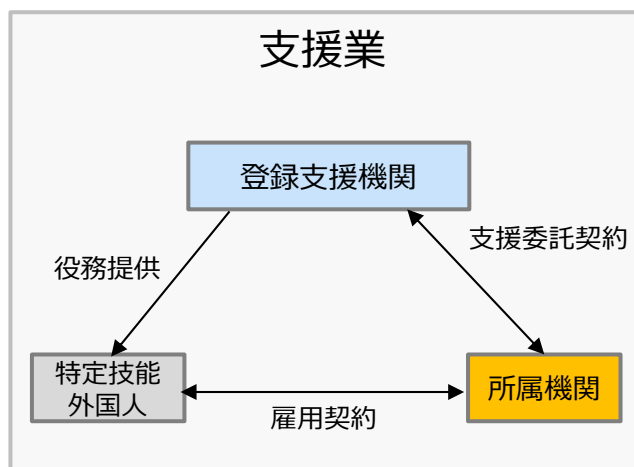 支援業
登録支援機関
役務提供
支援委託契約
特定技能
外国人
所属機関
雇用契約